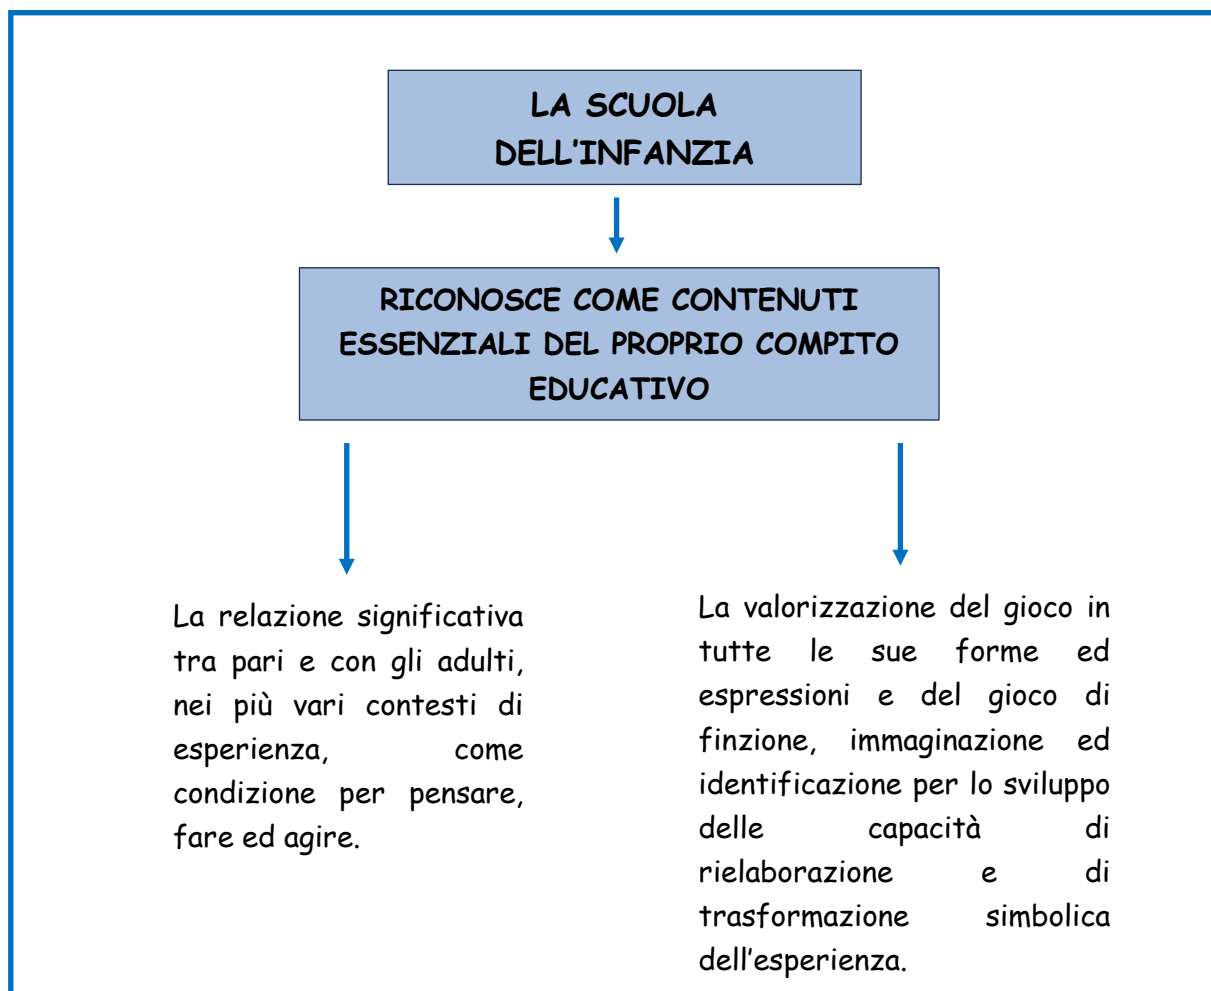 LA SCUOLA
DELL'INFANZIA
RICONOSCE COME CONTENUTI
ESSENZIALI DEL PROPRIO COMPITO
EDUCATIVO
La relazione significativa
tra pari e con gli adulti,
nei più vari contesti di
esperienza, come
condizione per pensare,
fare ed agire.
La valorizzazione del gioco in
tutte le sue forme ed
espressioni e del gioco di
finzione, immaginazione ed
identificazione per lo sviluppo
delle capacità di
rielaborazione e di
trasformazione simbolica
dell'esperienza.